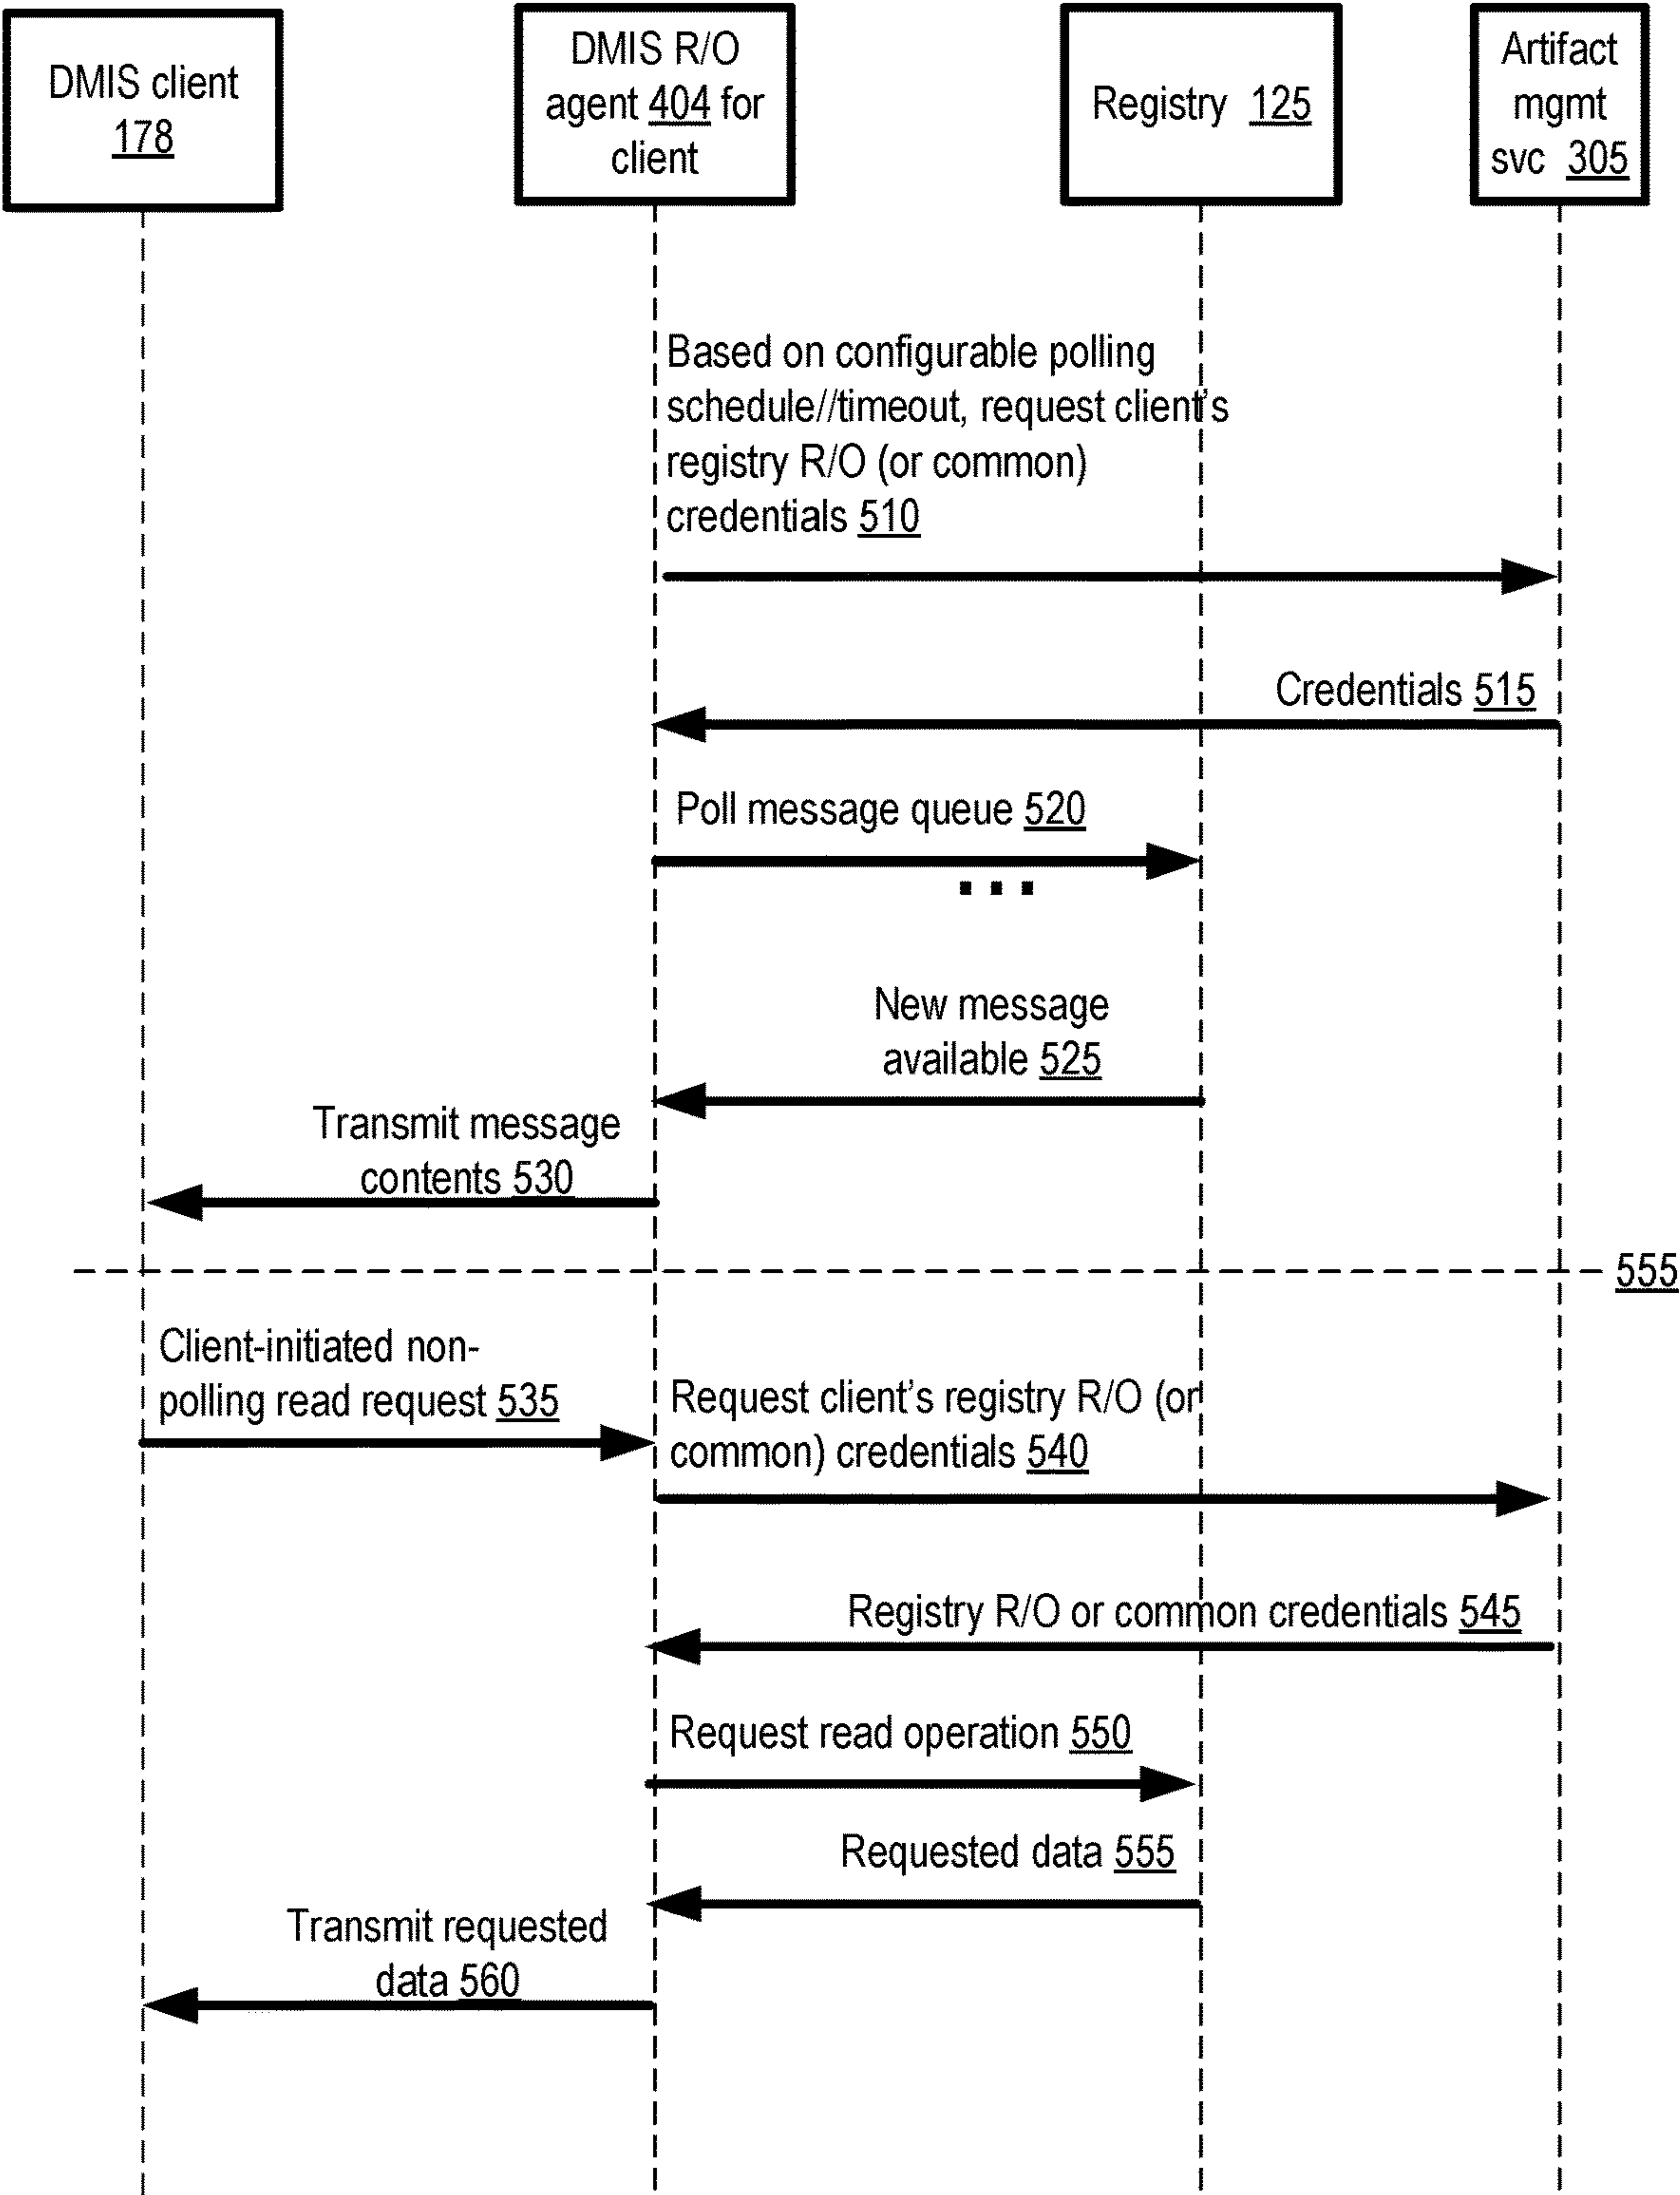 DMIS client
178
DMIS R/O
agent 404 for
client
Registry 125
Artifact
mgmt
svc 305
Based on configurable polling
schedule//timeout, request client's
registry R/O (or common)
credentials 510
Credentials 515
Poll message queue 520
...
New message
available 525
Transmit message
contents 530
555
Client-initiated non-
polling read request 535
Request client's registry R/O (or
common) credentials 540
Registry R/O or common credentials 545
Request read operation 550
Requested data 555
Transmit requested
data 560